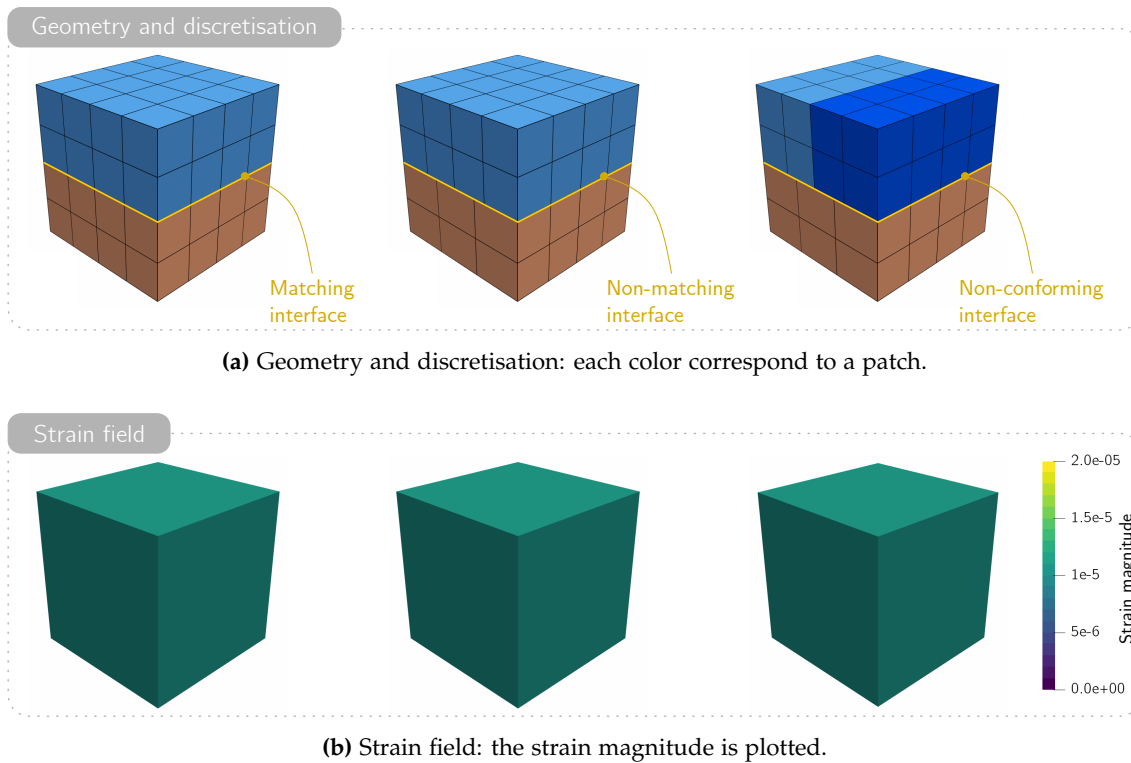 Geometry and discretisation
Matching
interface
Non-matching
interface
Non-conforming
interface
(a) Geometry and discretisation: each color correspond to a patch.
Strain field
2.0e-05
1.5e-5
1e-5
5e-6
0.0e+00
Strain magnitude
(b) Strain field: the strain magnitude is plotted.